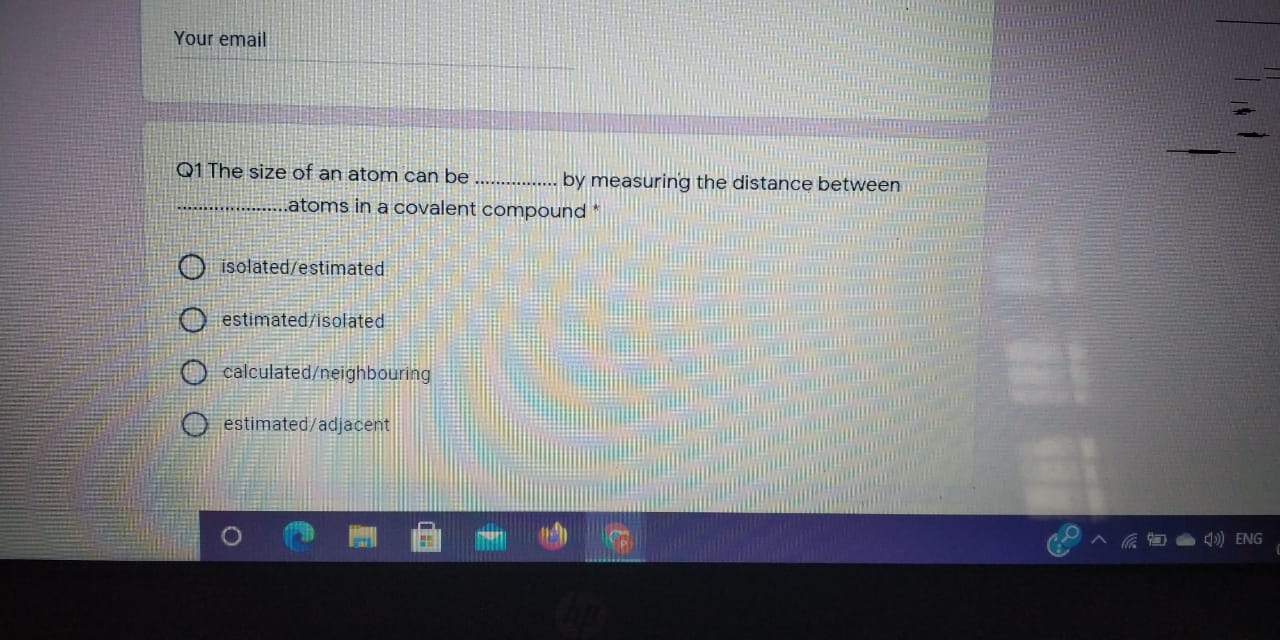 Your email
Q1 The size of an atom can be ............... by measuring the distance between
.....................atoms in a covalent compound *
isolated/estimated
estimated/isolated
calculated/neighbouring
estimated/adjacent
ENG
hp